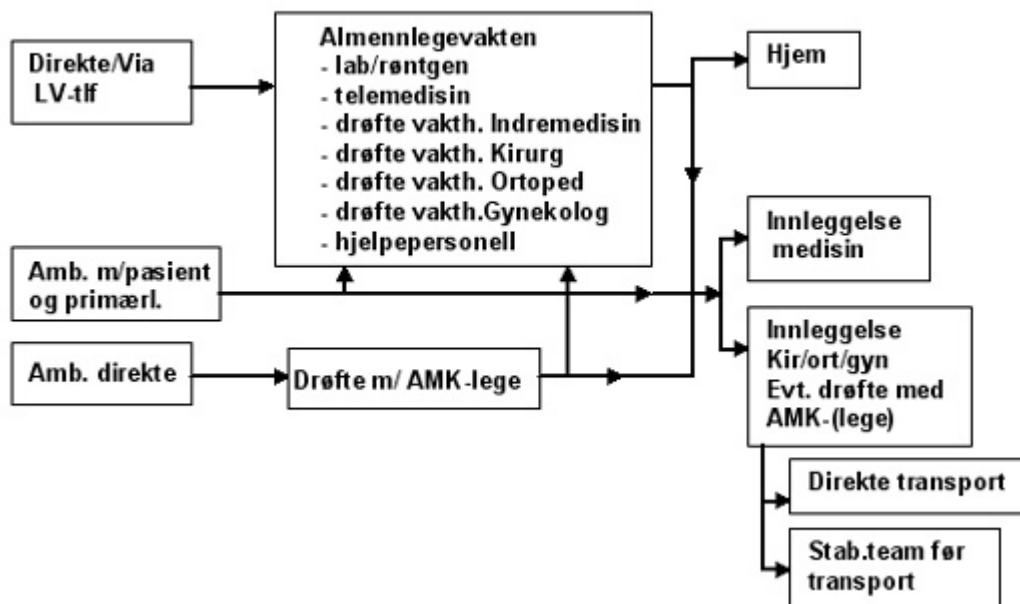 Direkte/Via
LV-tlf
Almennlegevakten
- lab/røntgen
- telemedisin
- drøfte vakth. Indremedisin
- drøfte vakth. Kirurg
- drøfte vakth. Ortoped
- drøfte vakth.Gynekolog
- hjelpepersonell
Hjem
Amb. m/pasient
og primærl.
Innleggelse
medisin
Amb. direkte
Drøfte m/ AMK-lege
Innleggelse
Kir/ort/gyn
Evt. drøfte med
AMK-(lege)
Direkte transport
Stab.team før
transport